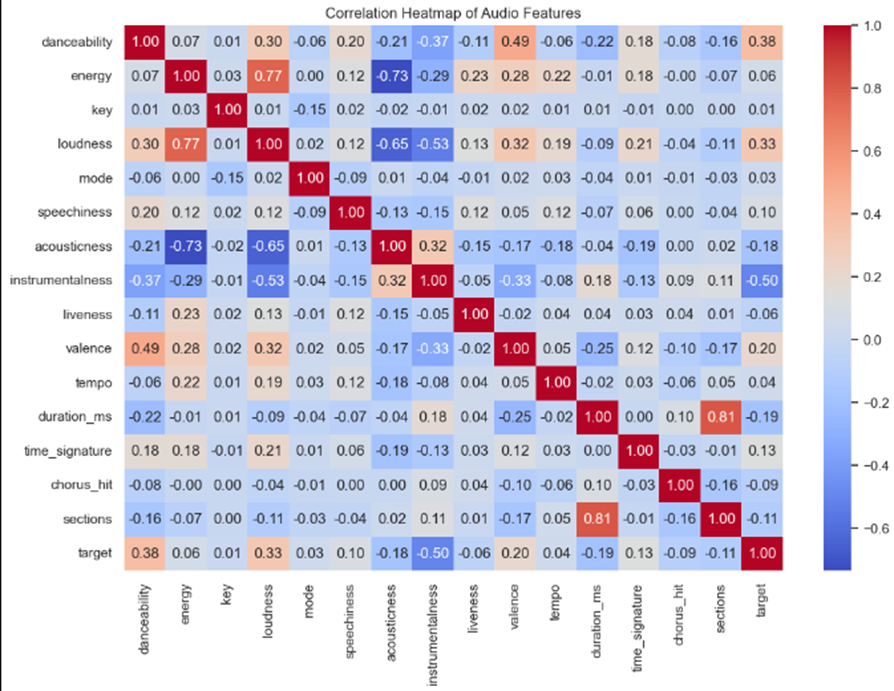 Correlation Heatmap of Audio Features
danceability 1.00 0.07 0.01 0.30 -0.06 0.20 -0.21 -0.37 -0.11 0.49 -0.06 -0.22 0.18 -0.08 -0.16 0.38
energy 0.07 1.00 0.03 0.77 0.00 0.12 -0.73 -0.29 0.23 0.28 0.22 -0.01 0.18 -0.00 -0.07 0.06
key 0.01 0.03 1.00 0.01 -0.15 0.02 -0.02 -0.01 0.02 0.02 0.01 0.01 -0.01 0.00 0.00 0.01
loudness 0.30 0.77 0.01 1.00 0.02 0.12 -0.65 -0.53 0.13 0.32 0.19 -0.09 0.21 -0.04 -0.11 0.33
mode -0.06 0.00 -0.15 0.02 1.00 -0.09 0.01 -0.04 -0.01 0.02 0.03 -0.04 0.01 -0.01 -0.03 0.03
speechiness 0.20 0.12 0.02 0.12 -0.09 1.00 -0.13 -0.15 0.12 0.05 0.12 -0.07 0.06 0.00 -0.04 0.10
acousticness -0.21 -0.73 -0.02 -0.65 0.01 -0.13 1.00 0.32 -0.15 -0.17 -0.18 -0.04 -0.19 0.00 0.02 -0.18
instrumentalness -0.37 -0.29 -0.01 -0.53 -0.04 -0.15 0.32 1.00 -0.05 -0.33 -0.08 0.18 -0.13 0.09 0.11 -0.50
liveness -0.11 0.23 0.02 0.13 -0.01 0.12 -0.15 -0.05 1.00 -0.02 0.04 0.04 0.03 0.04 0.01 -0.06
valence 0.49 0.28 0.02 0.32 0.02 0.05 -0.17 -0.33 -0.02 1.00 0.05 -0.25 0.12 -0.10 -0.17 0.20
tempo -0.06 0.22 0.01 0.19 0.03 0.12 -0.18 -0.08 0.04 0.05 1.00 -0.02 0.03 -0.06 0.05 0.04
duration_ms -0.22 -0.01 0.01 -0.09 -0.04 -0.07 -0.04 0.18 0.04 -0.25 -0.02 1.00 0.00 0.10 0.81 -0.19
time_signature 0.18 0.18 -0.01 0.21 0.01 0.06 -0.19 -0.13 0.03 0.12 0.03 0.00 1.00 -0.03 -0.01 0.13
chorus_hit -0.08 -0.00 0.00 -0.04 -0.01 0.00 0.00 0.09 0.04 -0.10 -0.06 0.10 -0.03 1.00 -0.16 -0.09
sections -0.16 -0.07 0.00 -0.11 -0.03 -0.04 0.02 0.11 0.01 -0.17 0.05 0.81 -0.01 -0.16 1.00 -0.11
target 0.38 0.06 0.01 0.33 0.03 0.10 -0.18 -0.50 -0.06 0.20 0.04 -0.19 0.13 -0.09 -0.11 1.00
danceability
energy
key
loudness
mode
speechiness
acousticness
instrumentalness
liveness
valence
tempo
duration_ms
time_signature
chorus_hit
sections
target
1.0
0.8
0.6
0.4
0.2
0.0
-0.2
-0.4
-0.6